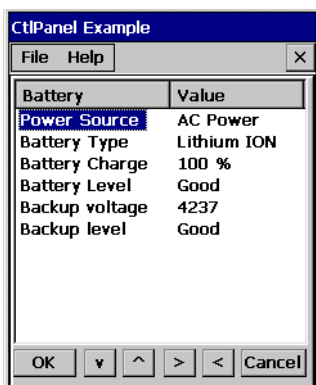 CtlPanel Example
File Help ×
Battery Value
Power Source AC Power
Battery Type Lithium ION
Battery Charge 100 %
Battery Level Good
Backup voltage 4237
Backup level Good
OK v ^ > < Cancel